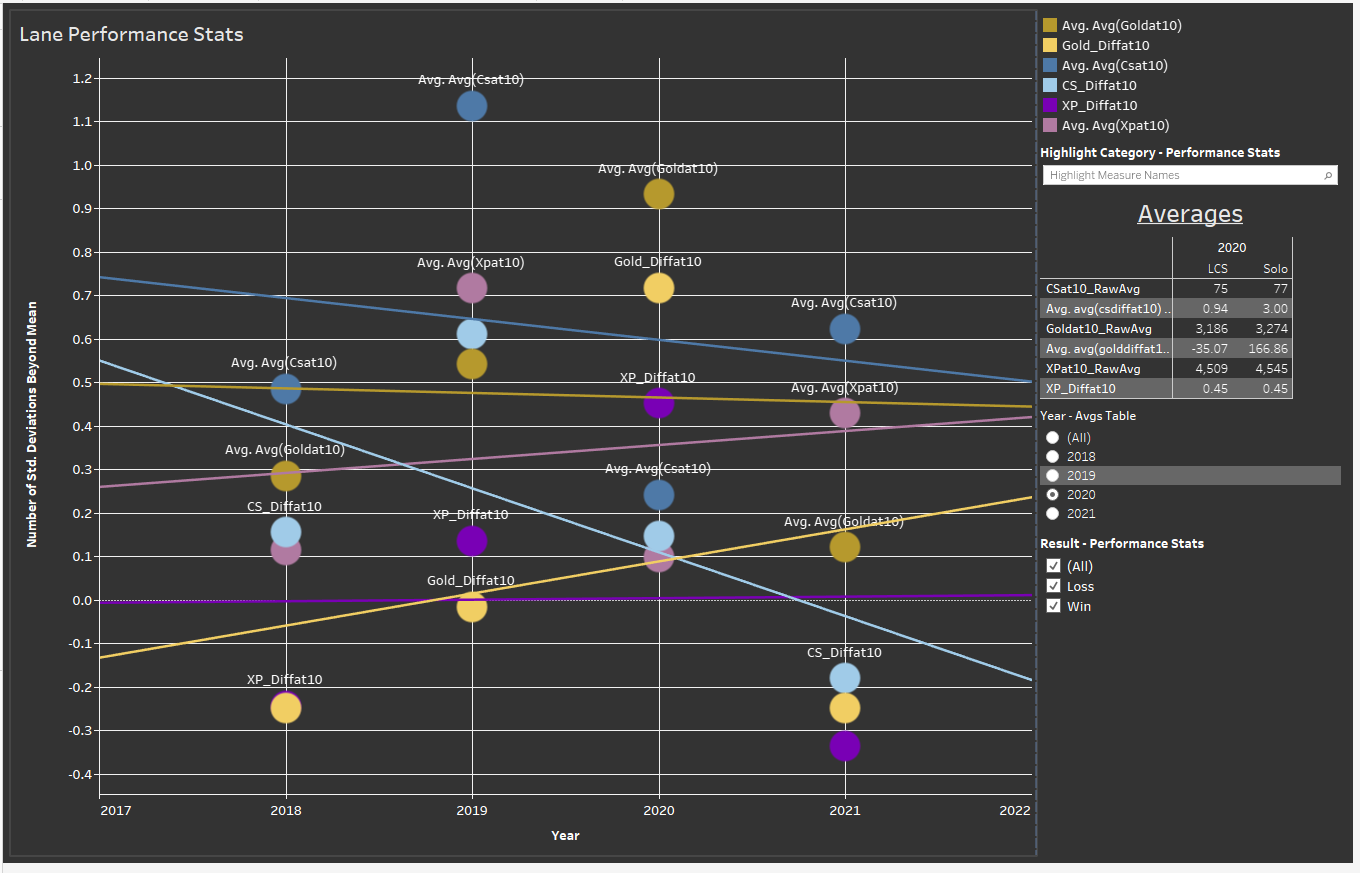 Lane Performance Stats
1.2
1.1
1.0
0.9
0.8
0.7
0.6
0.5
0.4
0.3
0.2
0.1
0.0
-0.1
-0.2
-0.3
-0.4
Number of Std. Deviations Beyond Mean
Avg. Avg(Csat10)
Avg. Avg(Goldat10)
CS_Diffat10
XP_Diffat10
Avg. Avg(Csat10)
Avg. Avg(Xpat10)
XP_Diffat10
Gold_Diffat10
Avg. Avg(Goldat10)
Gold_Diffat10
XP_Diffat10
Avg. Avg(Csat10)
Avg. Avg(Csat10)
Avg. Avg(Xpat10)
Avg. Avg(Goldat10)
CS_Diffat10
2017 2018 2019 2020 2021 2022
Year
Avg. Avg(Goldat10)
Gold_Diffat10
Avg. Avg(Csat10)
CS_Diffat10
XP_Diffat10
Avg. Avg(Xpat10)
Highlight Category - Performance Stats
Highlight Measure Names
Averages
2020
LCS Solo
CSat10_RawAvg 75 77
Avg. avg(csdiffat10) .. 0.94 3.00
Goldat10_RawAvg 3,186 3,274
Avg. avg(golddiffat1.. -35.07 166.86
XPat10_RawAvg 4,509 4,545
XP_Diffat10 0.45 0.45
Year - Avgs Table
(All)
2018
2019
2020
2021
Result - Performance Stats
(All)
Loss
Win